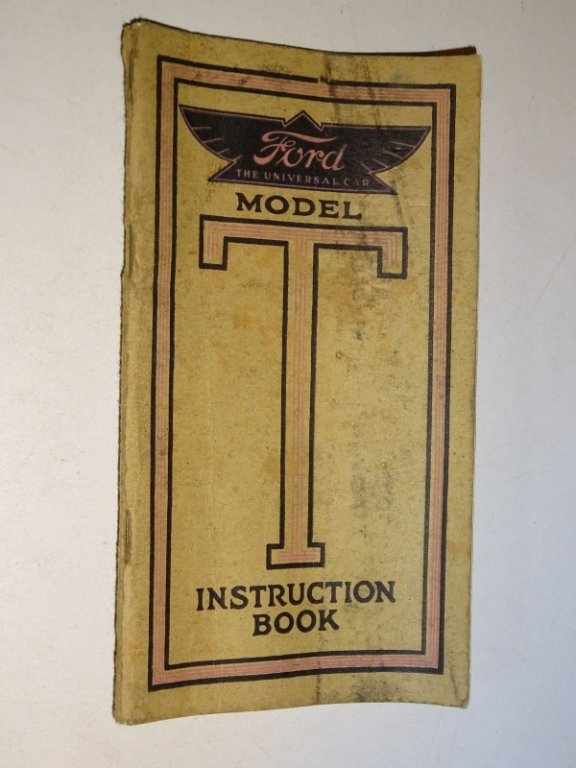 Ford
THE UNIVERSAL CAR
MODEL
T
INSTRUCTION
BOOK